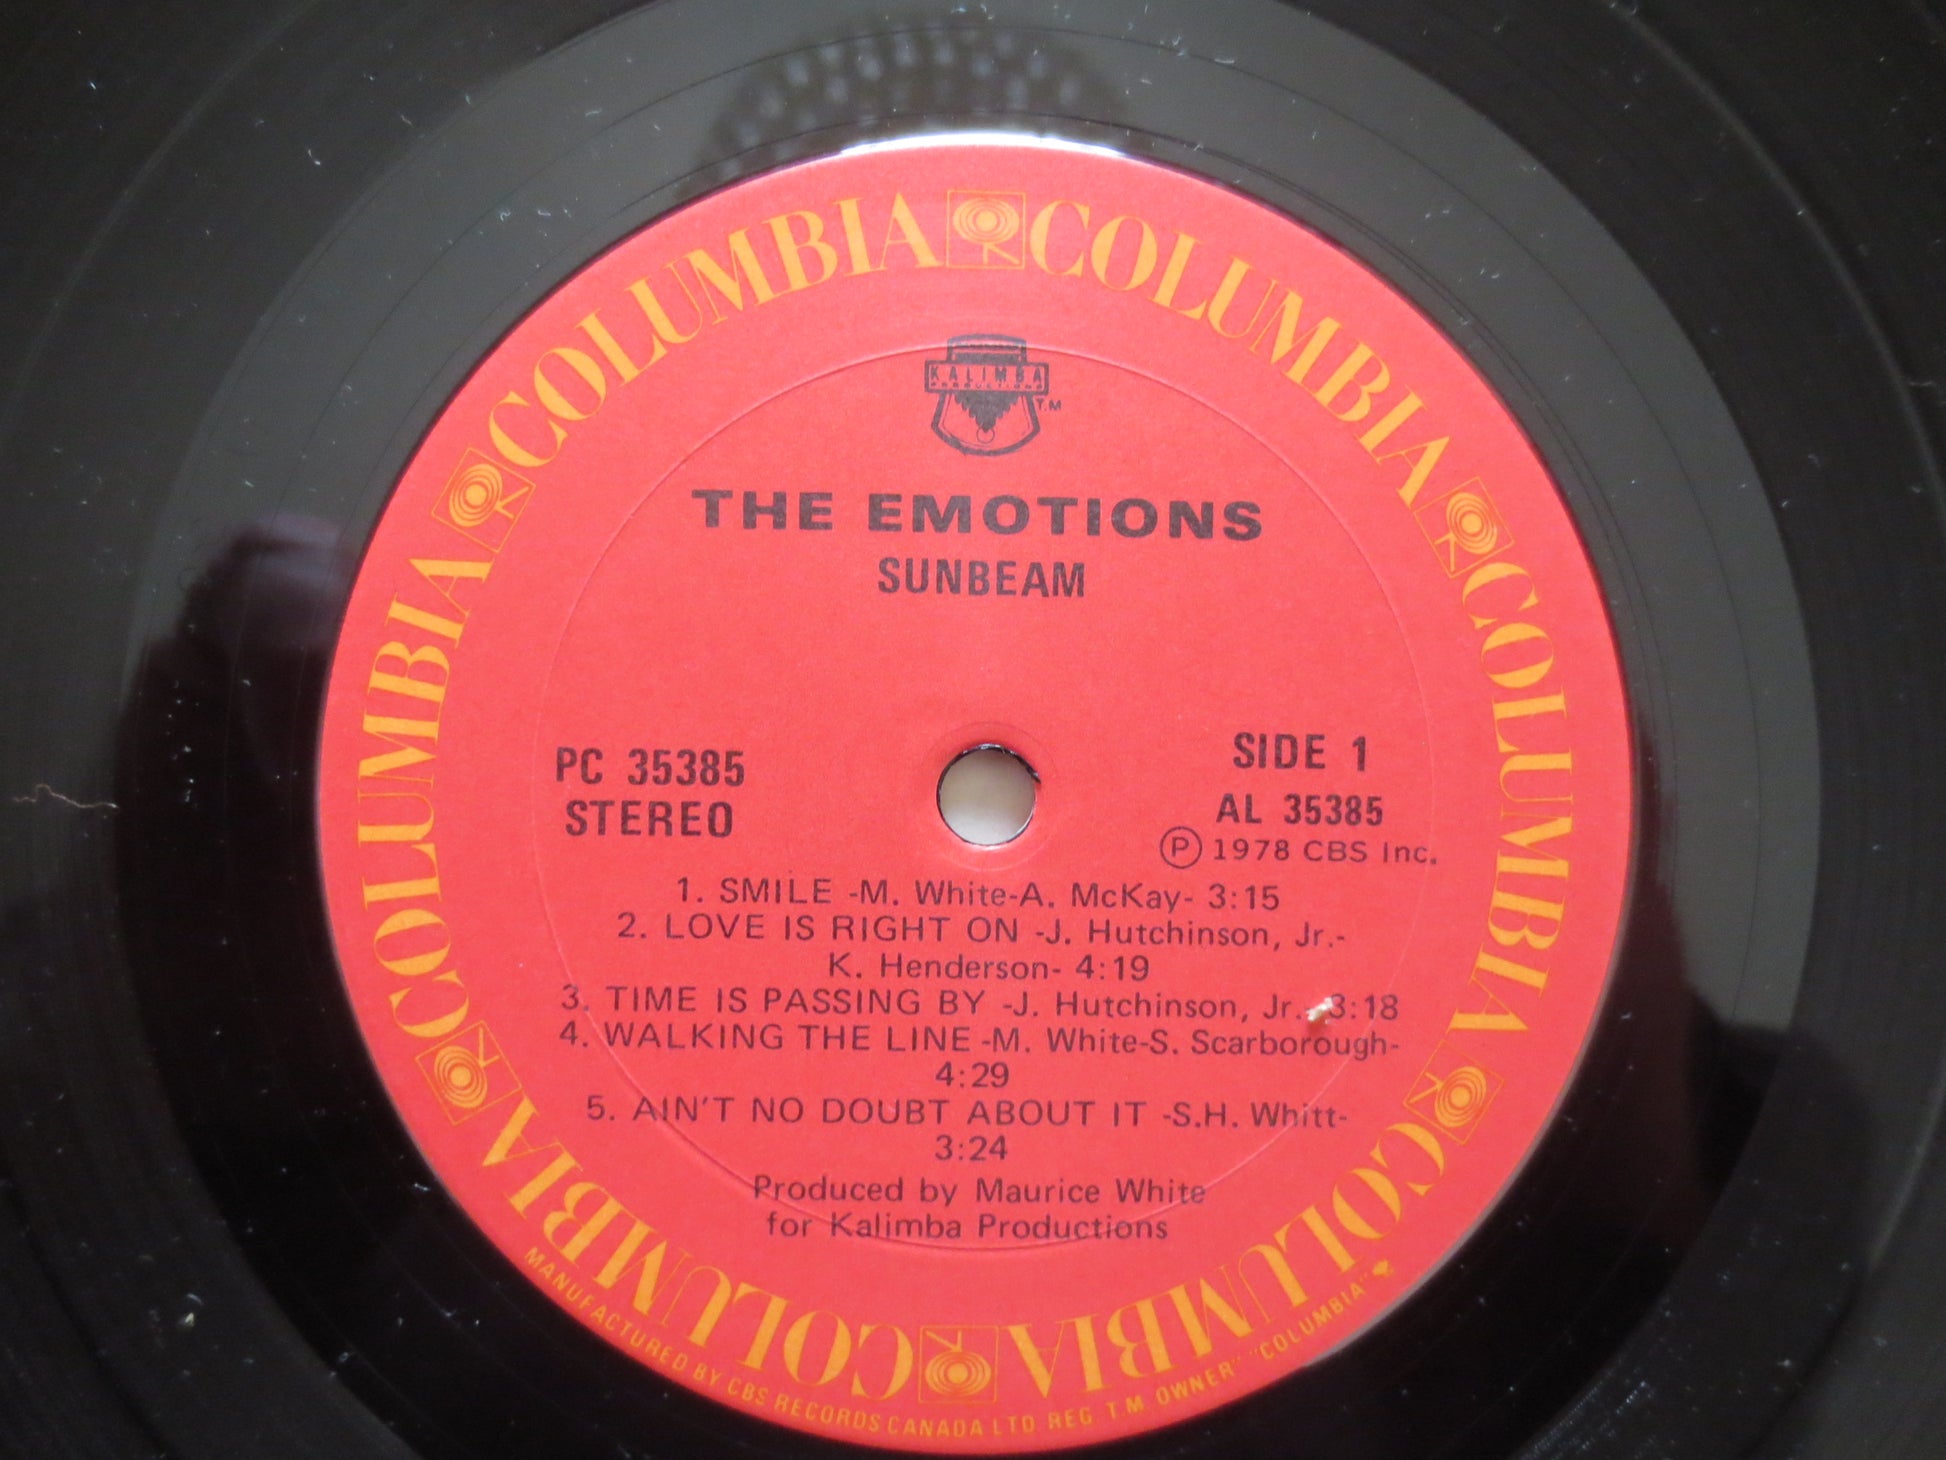 COLUMBIA COLUMBIA COLUMBIA COLUMBIA COLUMBIA COLUMBIA COLUMBIA COLUMBIA
KALIMBA
PRODUCTIONS
T.M
THE EMOTIONS
SUNBEAM
PC 35385
STEREO
SIDE 1
AL 35385
Ⓟ 1978 CBS Inc.
1. SMILE -M. White-A. McKay- 3:15
2. LOVE IS RIGHT ON -J. Hutchinson, Jr.-
K. Henderson- 4:19
3. TIME IS PASSING BY -J. Hutchinson, Jr.- 3:18
4. WALKING THE LINE -M. White-S. Scarborough-
4:29
5. AIN'T NO DOUBT ABOUT IT -S.H. Whitt-
3:24
Produced by Maurice White
for Kalimba Productions
MANUFACTURED BY CBS RECORDS CANADA LTD REG. T.M. OWNER "COLUMBIA"